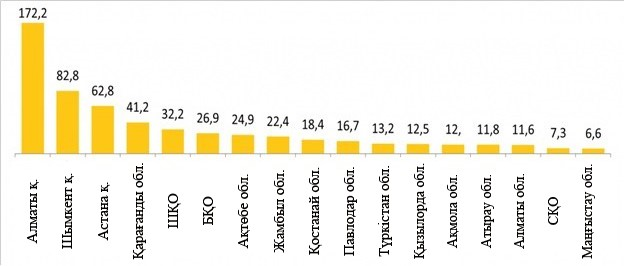 172,2
82,8
62,8
41,2
32,2
26,9
24,9
22,4
18,4
16,7
13,2
12,5
12,
11,8
11,6
7,3
6,6
Алматы қ.
Шымкент қ.
Астана қ.
Қарағанды обл.
ШҚО
БҚО
Ақтөбе обл.
Жамбыл обл.
Қостанай обл.
Павлодар обл.
Түркістан обл.
Қызылорда обл.
Ақмола обл.
Атырау обл.
Алматы обл.
СҚО
Маңғыстау обл.